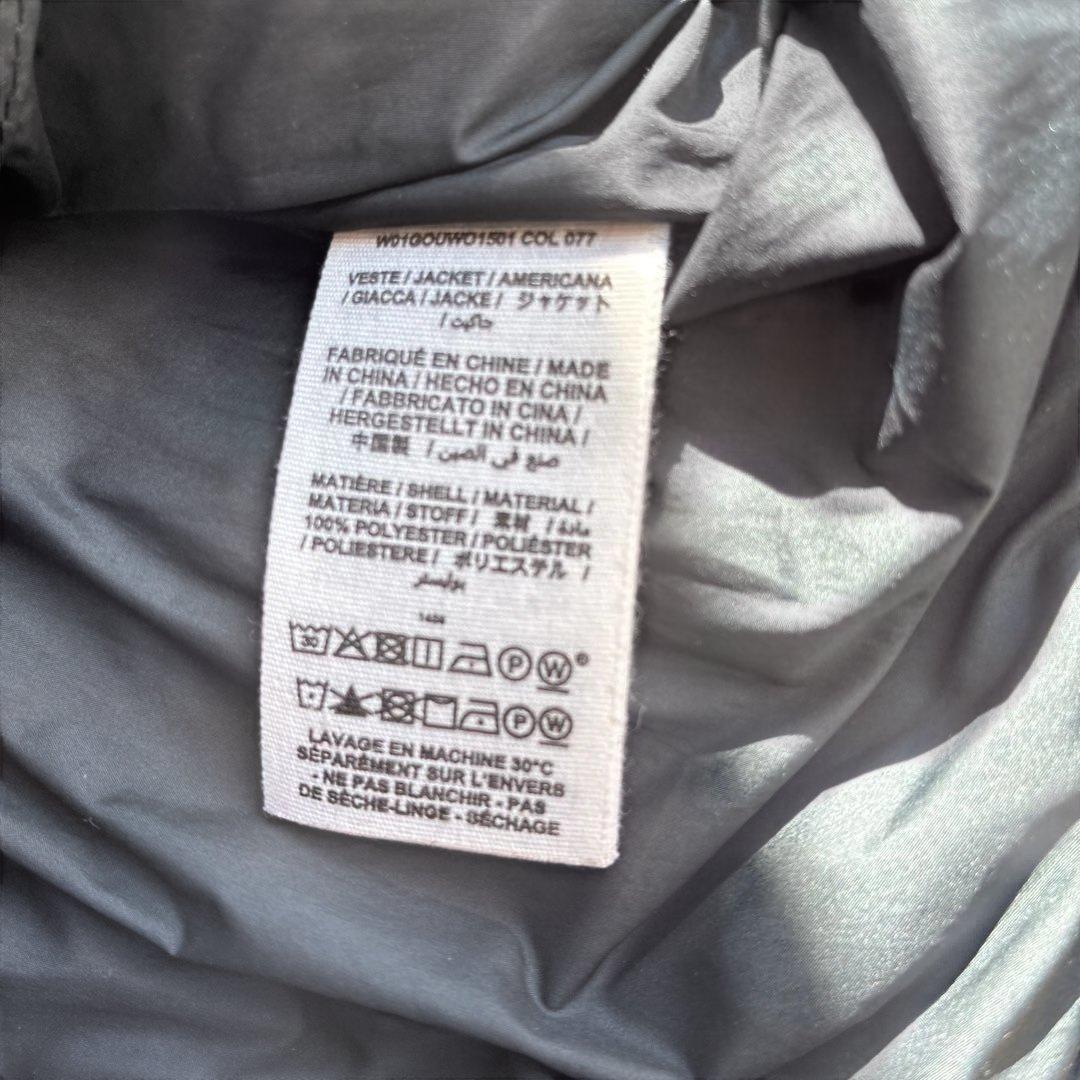 W01GOUWO1501 COL 077
VESTE / JACKET / AMERICANA
/ GIACCA / JACKE / ジャケット
/ جاكيت
FABRIQUÉ EN CHINE / MADE
IN CHINA / HECHO EN CHINA
/ FABBRICATO IN CINA /
HERGESTELLT IN CHINA /
中国製 / صنع في الصين
MATIÈRE / SHELL / MATERIAL /
MATERIA / STOFF / 素材 / مادة
100% POLYESTER / POLIÉSTER
/ POLIESTERE / ポリエステル /
بوليستر
30 P W®
P W
LAVAGE EN MACHINE 30°C
SÉPARÉMENT SUR L'ENVERS
- NE PAS BLANCHIR - PAS
DE SÈCHE-LINGE - SÉCHAGE